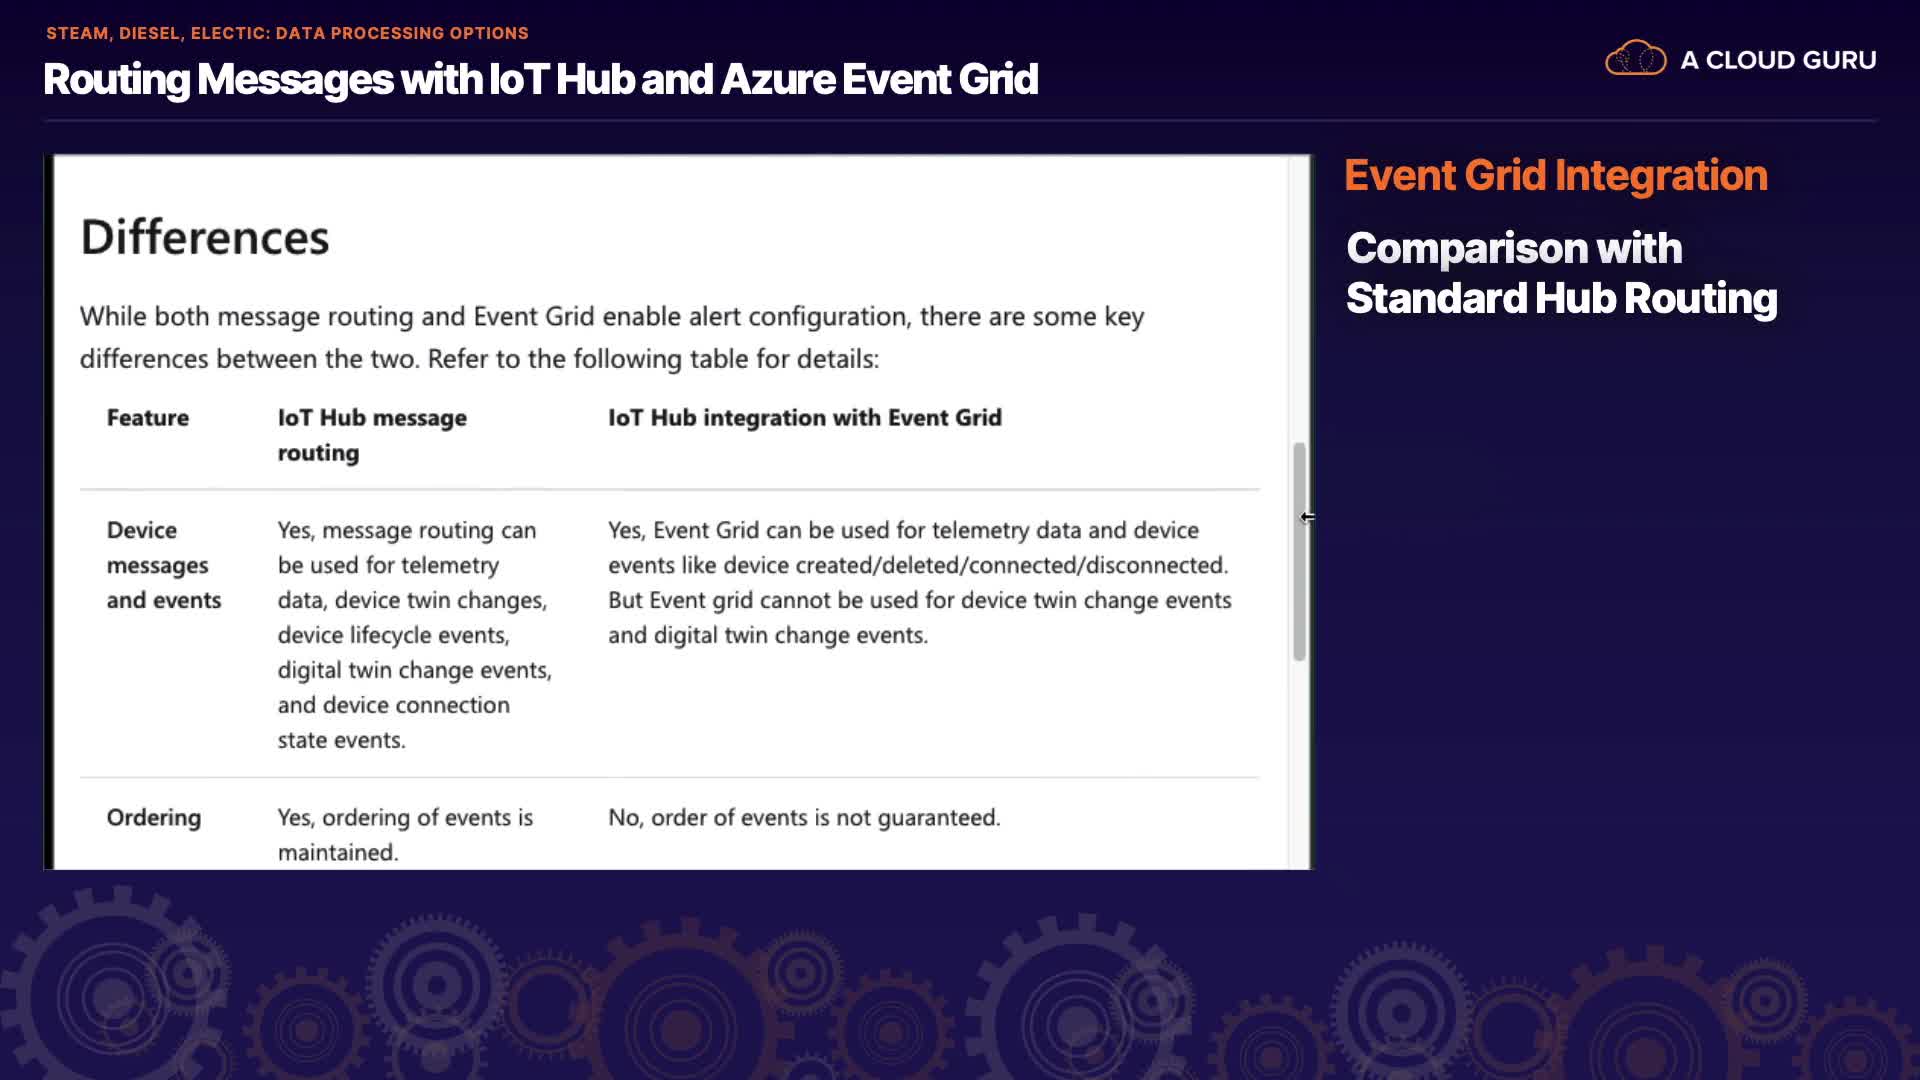 STEAM, DIESEL, ELECTIC: DATA PROCESSING OPTIONS
Routing Messages with IoT Hub and Azure Event Grid
A CLOUD GURU
Differences
While both message routing and Event Grid enable alert configuration, there are some key
differences between the two. Refer to the following table for details:
Feature
IoT Hub message
routing
IoT Hub integration with Event Grid
Device
messages
and events
Yes, message routing can
be used for telemetry
data, device twin changes,
device lifecycle events,
digital twin change events,
and device connection
state events.
Yes, Event Grid can be used for telemetry data and device
events like device created/deleted/connected/disconnected.
But Event grid cannot be used for device twin change events
and digital twin change events.
Ordering
Yes, ordering of events is
maintained.
No, order of events is not guaranteed.
Event Grid Integration
Comparison with
Standard Hub Routing